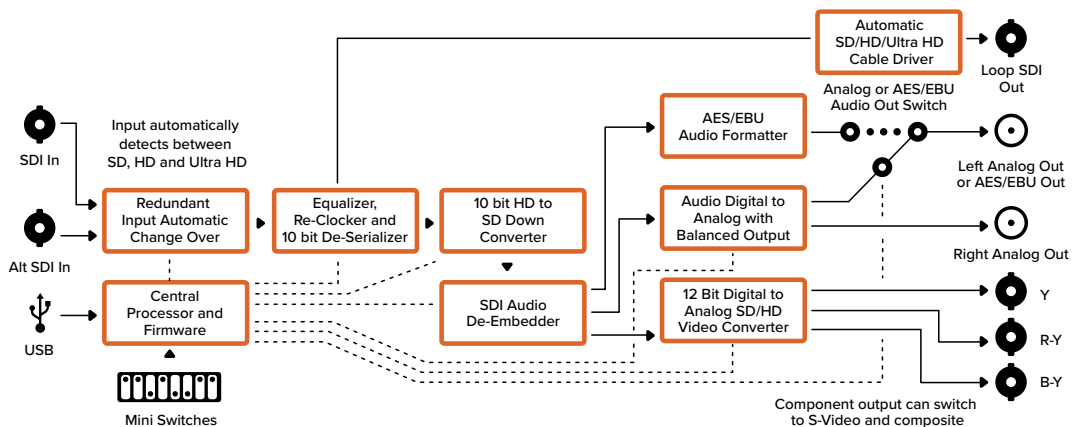 Automatic
SD/HD/Ultra HD
Cable Driver
Loop SDI
Out
Analog or AES/EBU
Audio Out Switch
SDI In
Input automatically
detects between
SD, HD and Ultra HD
AES/EBU
Audio Formatter
Left Analog Out
or AES/EBU Out
Alt SDI In
Redundant
Input Automatic
Change Over
Equalizer,
Re-Clocker and
10 bit De-Serializer
10 bit HD to
SD Down
Converter
Audio Digital to
Analog with
Balanced Output
Right Analog Out
USB
Central
Processor and
Firmware
SDI Audio
De-Embedder
12 Bit Digital to
Analog SD/HD
Video Converter
Y
R-Y
B-Y
Mini Switches
Component output can switch
to S-Video and composite